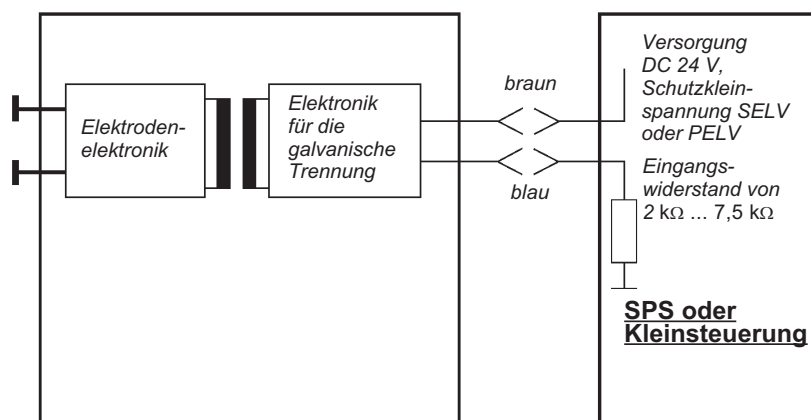 Elektroden-
elektronik
Elektronik
für die
galvanische
Trennung
braun
blau
Versorgung
DC 24 V,
Schutzklein-
spannung SELV
oder PELV
Eingangs-
widerstand von
2 kΩ ... 7,5 kΩ
SPS oder
Kleinsteuerung